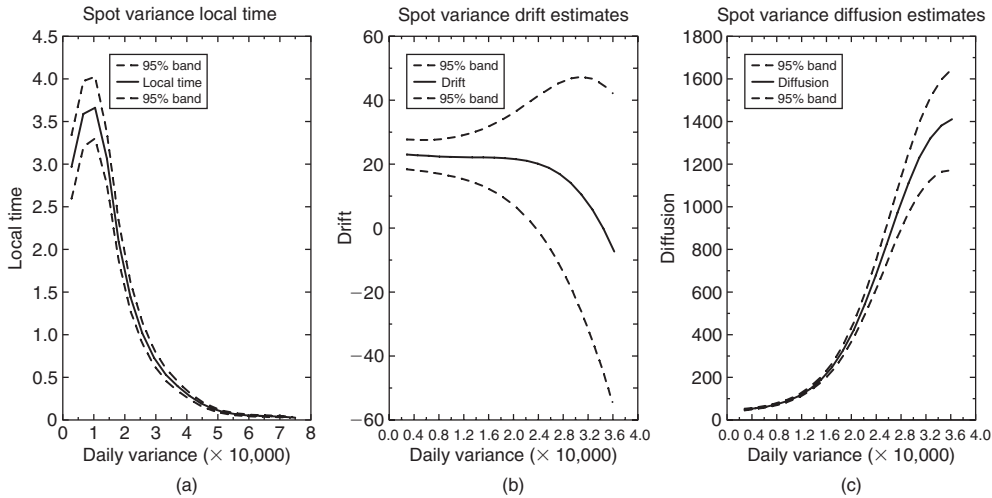 Spot variance local time
4.5
4.0
3.5
3.0
2.5
2.0
1.5
1.0
0.5
0
Local time
95% band
Local time
95% band
0 1 2 3 4 5 6 7 8
Daily variance (× 10,000)
(a)
Spot variance drift estimates
60
40
20
0
−20
−40
−60
Drift
95% band
Drift
95% band
0.0 0.4 0.8 1.2 1.6 2.0 2.4 2.8 3.2 3.6 4.0
Daily variance (× 10,000)
(b)
Spot variance diffusion estimates
1800
1600
1400
1200
1000
800
600
400
200
0
Diffusion
95% band
Diffusion
95% band
0.0 0.4 0.8 1.2 1.6 2.0 2.4 2.8 3.2 3.6 4.0
Daily variance (× 10,000)
(c)